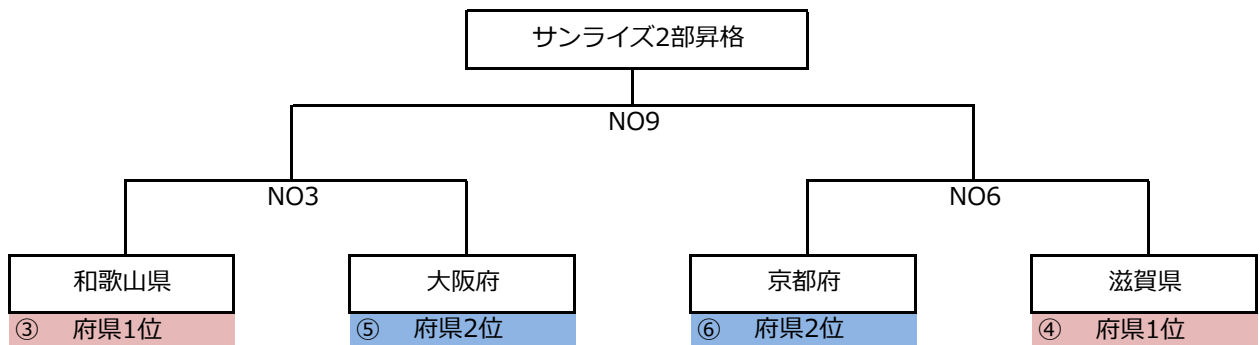 サンライズ2部昇格
NO9
NO3
NO6
和歌山県
大阪府
京都府
滋賀県
③ 府県1位
⑤ 府県2位
⑥ 府県2位
④ 府県1位